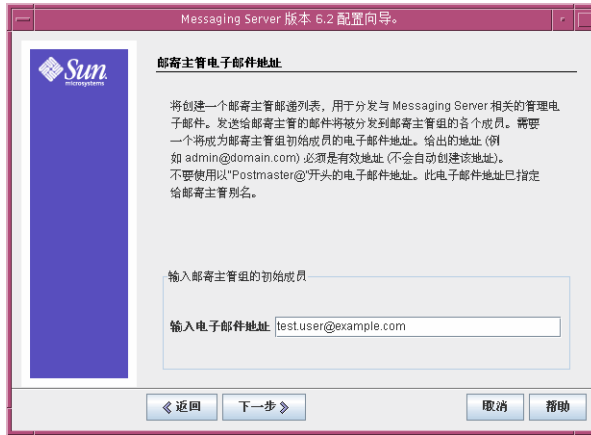 Messaging Server 版本 6.2 配置向导。
Sun
microsystems
邮寄主管电子邮件地址
将创建一个邮寄主管邮递列表，用于分发与 Messaging Server 相关的管理电
子邮件。发送给邮寄主管的邮件将被分发到邮寄主管组的各个成员。需要
一个将成为邮寄主管组初始成员的电子邮件地址。给出的地址 (例
如 admin@domain.com) 必须是有效地址 (不会自动创建该地址)。
不要使用以"Postmaster@"开头的电子邮件地址。此电子邮件地址已指定
给邮寄主管别名。
输入邮寄主管组的初始成员
输入电子邮件地址 test.user@example.com
返回 下一步 取消 帮助